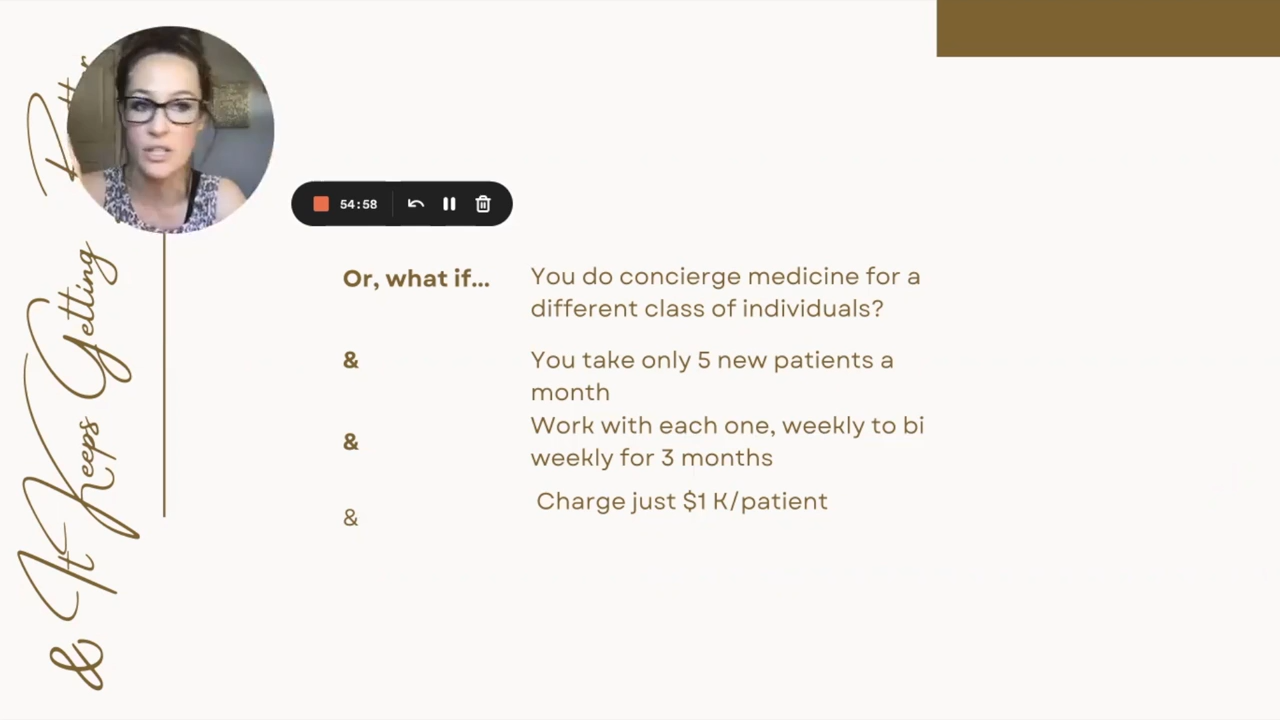 & It Keeps Getting
54:58
Or, what if...
You do concierge medicine for a
different class of individuals?
&
You take only 5 new patients a
month
&
Work with each one, weekly to bi
weekly for 3 months
&
Charge just $1 K/patient